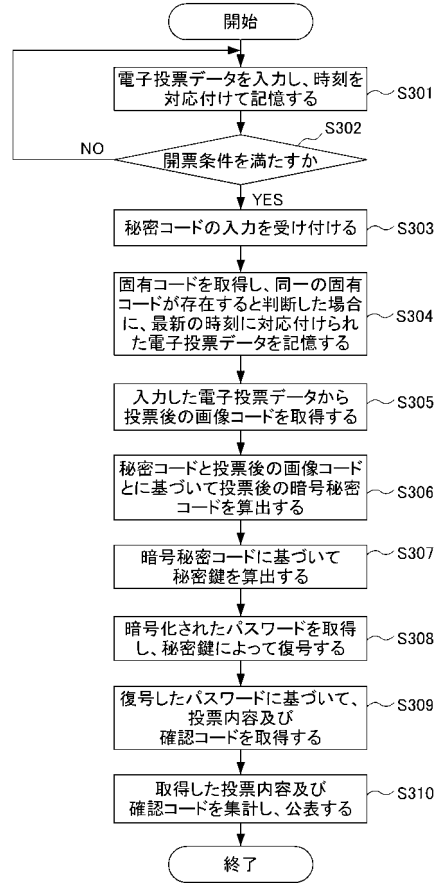 開始
電子投票データを入力し、時刻を
対応付けて記憶する
S301
S302
NO
開票条件を満たすか
YES
秘密コードの入力を受け付ける
S303
固有コードを取得し、同一の固有
コードが存在すると判断した場合
に、最新の時刻に対応付けられ
た電子投票データを記憶する
S304
入力した電子投票データから
投票後の画像コードを取得する
S305
秘密コードと投票後の画像コード
とに基づいて投票後の暗号秘密
コードを算出する
S306
暗号秘密コードに基づいて
秘密鍵を算出する
S307
暗号化されたパスワードを取得
し、秘密鍵によって復号する
S308
復号したパスワードに基づいて、
投票内容及び
確認コードを取得する
S309
取得した投票内容及び
確認コードを集計し、公表する
S310
終了